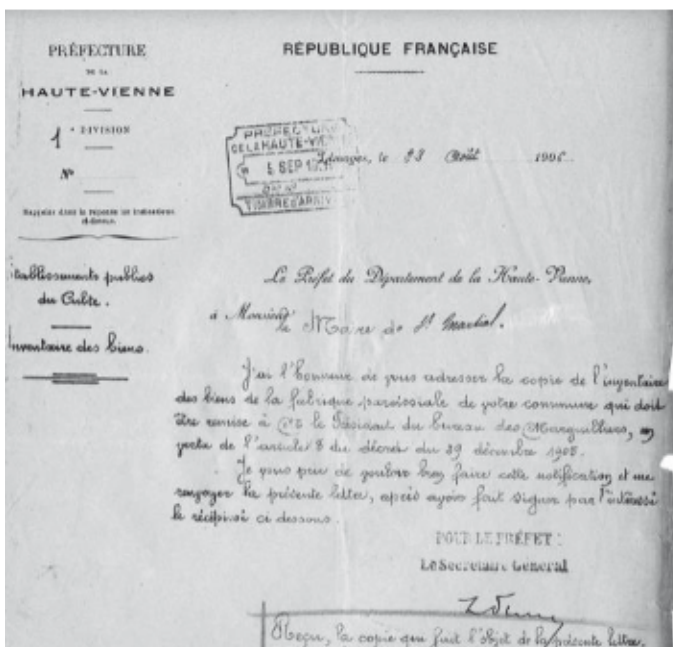 PRÉFECTURE
DE LA
HAUTE-VIENNE
1e DIVISION
N°
Rappeler dans la réponse les indications
ci-dessus.
Établissements publics
du Culte.
Inventaire des biens.
RÉPUBLIQUE FRANÇAISE
PRÉFECTURE
DE LA HAUTE-VIENNE
5 SEP
TIMBRE D'ARRIVÉE
Limoges, le 23 Août 1906
Le Préfet du Département de la Haute-Vienne,
à Monsieur
le Maire de St Martial.
J'ai l'honneur de vous adresser la copie de l'inventaire
des biens de la fabrique paroissiale de votre commune qui doit
être remise à Mr le Président du bureau des Marguilliers, en
vertu de l'article 8 du décret du 29 décembre 1905.
Je vous prie de vouloir bien faire cette notification et me
renvoyer la présente lettre, après avoir fait signer par l'intéressé
le récépissé ci dessous.
POUR LE PRÉFET :
Le Secrétaire Général
Reçu, la copie qui fait l'objet de la présente lettre.